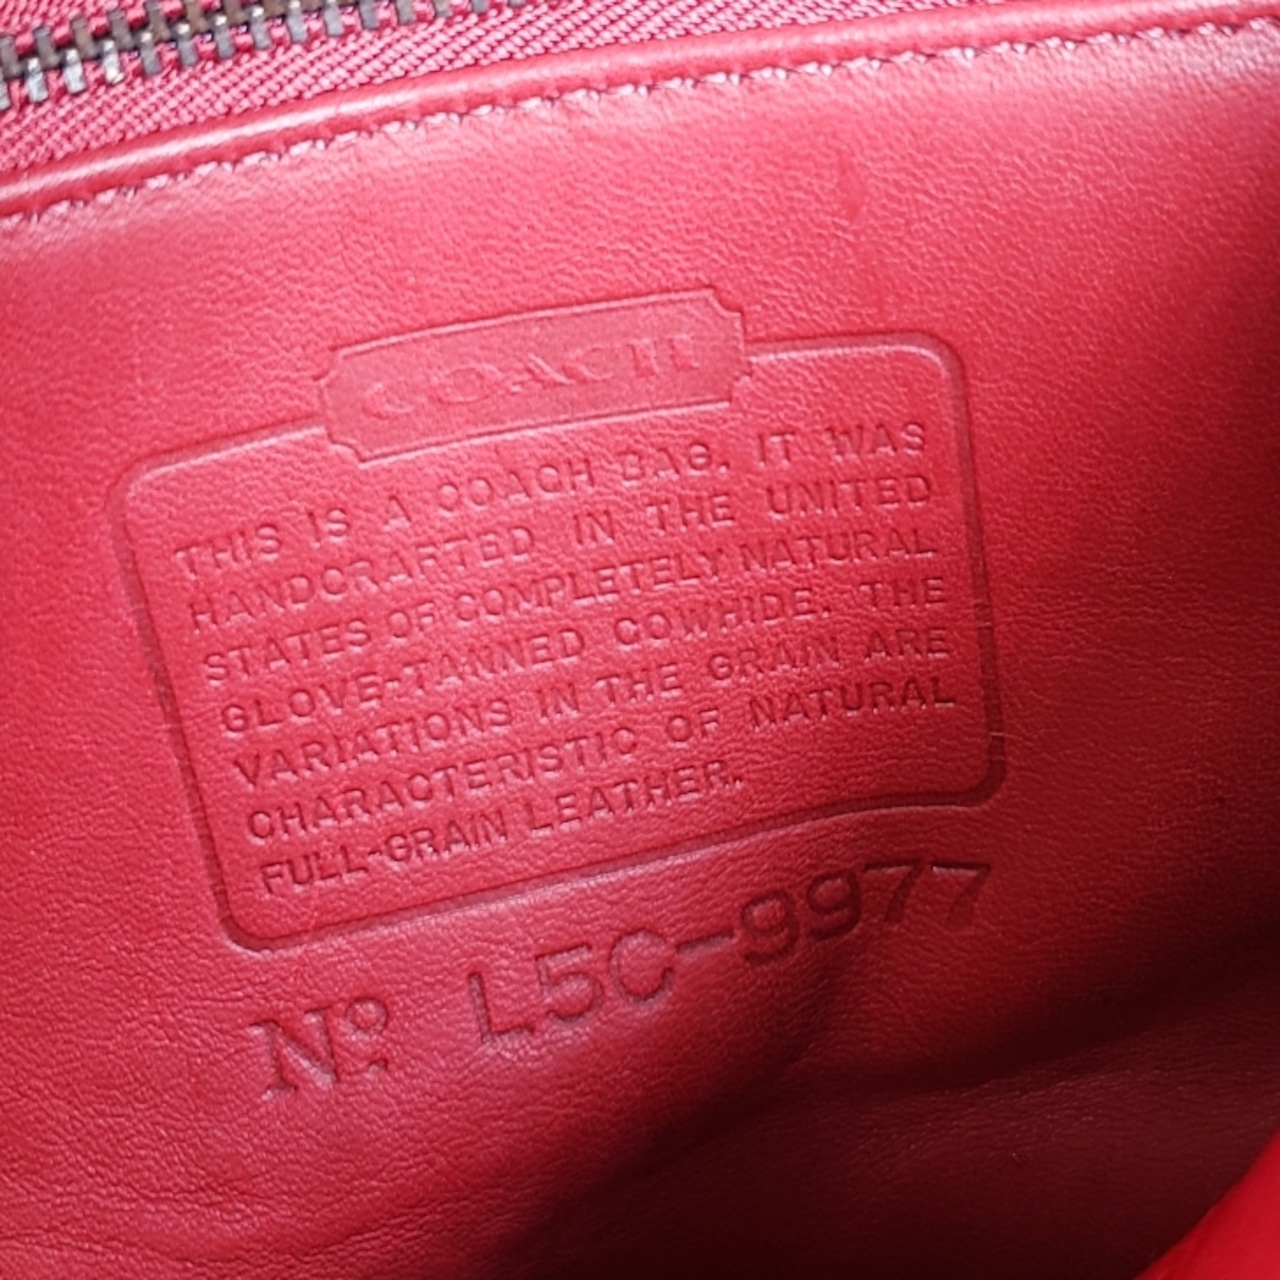 COACH
THIS IS A COACH BAG. IT WAS
HANDCRAFTED IN THE UNITED
STATES OF COMPLETELY NATURAL
GLOVE-TANNED COWHIDE. THE
VARIATIONS IN THE GRAIN ARE
CHARACTERISTIC OF NATURAL
FULL-GRAIN LEATHER.
Nº L5C-9977